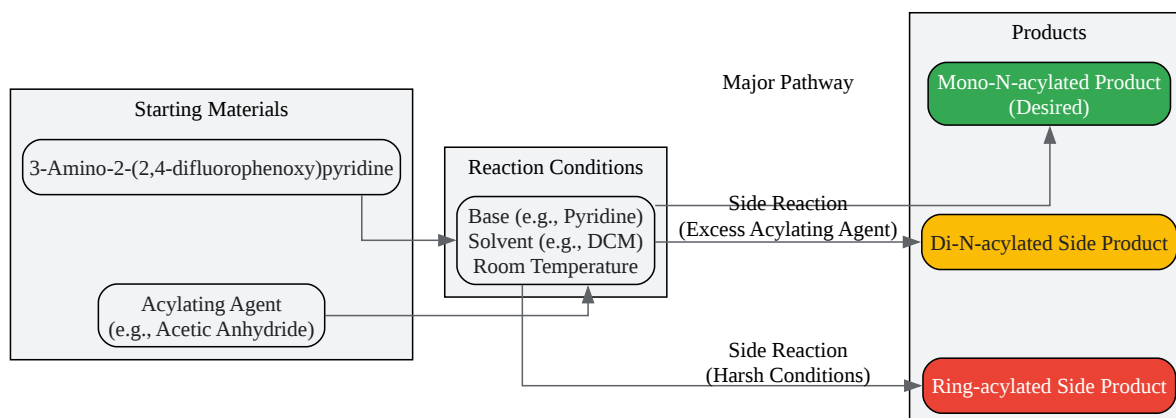 Starting Materials
3-Amino-2-(2,4-difluorophenoxy)pyridine
Acylating Agent
(e.g., Acetic Anhydride)
Reaction Conditions
Base (e.g., Pyridine)
Solvent (e.g., DCM)
Room Temperature
Major Pathway
Side Reaction
(Excess Acylating Agent)
Side Reaction
(Harsh Conditions)
Products
Mono-N-acylated Product
(Desired)
Di-N-acylated Side Product
Ring-acylated Side Product